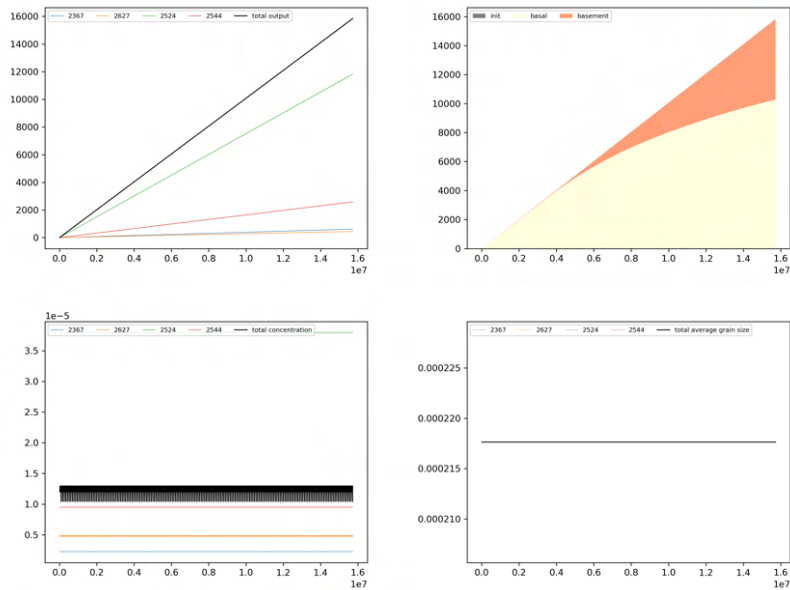 2367 2627 2524 2544 total output
16000
14000
12000
10000
8000
6000
4000
2000
0
0.0 0.2 0.4 0.6 0.8 1.0 1.2 1.4 1.6
1e7
init basal basement
16000
14000
12000
10000
8000
6000
4000
2000
0
0.0 0.2 0.4 0.6 0.8 1.0 1.2 1.4 1.6
1e7
1e-5
2367 2627 2524 2544 total concentration
3.5
3.0
2.5
2.0
1.5
1.0
0.5
0.0 0.2 0.4 0.6 0.8 1.0 1.2 1.4 1.6
1e7
2367 2627 2524 2544 total average grain size
0.000225
0.000220
0.000215
0.000210
0.0 0.2 0.4 0.6 0.8 1.0 1.2 1.4 1.6
1e7